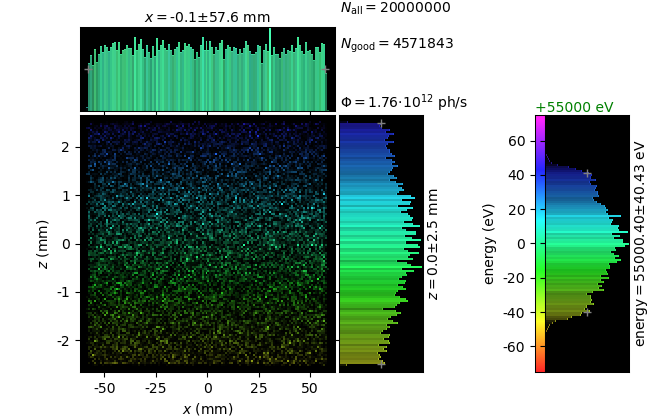 x = -0.1±57.6 mm
N_all = 20000000
N_good = 4571843
Φ = 1.76·10^12 ph/s
+55000 eV
2
1
0
-1
-2
z (mm)
z = 0.0±2.5 mm
60
40
20
0
-20
-40
-60
energy (eV)
energy = 55000.40±40.43 eV
-50
-25
0
25
50
x (mm)